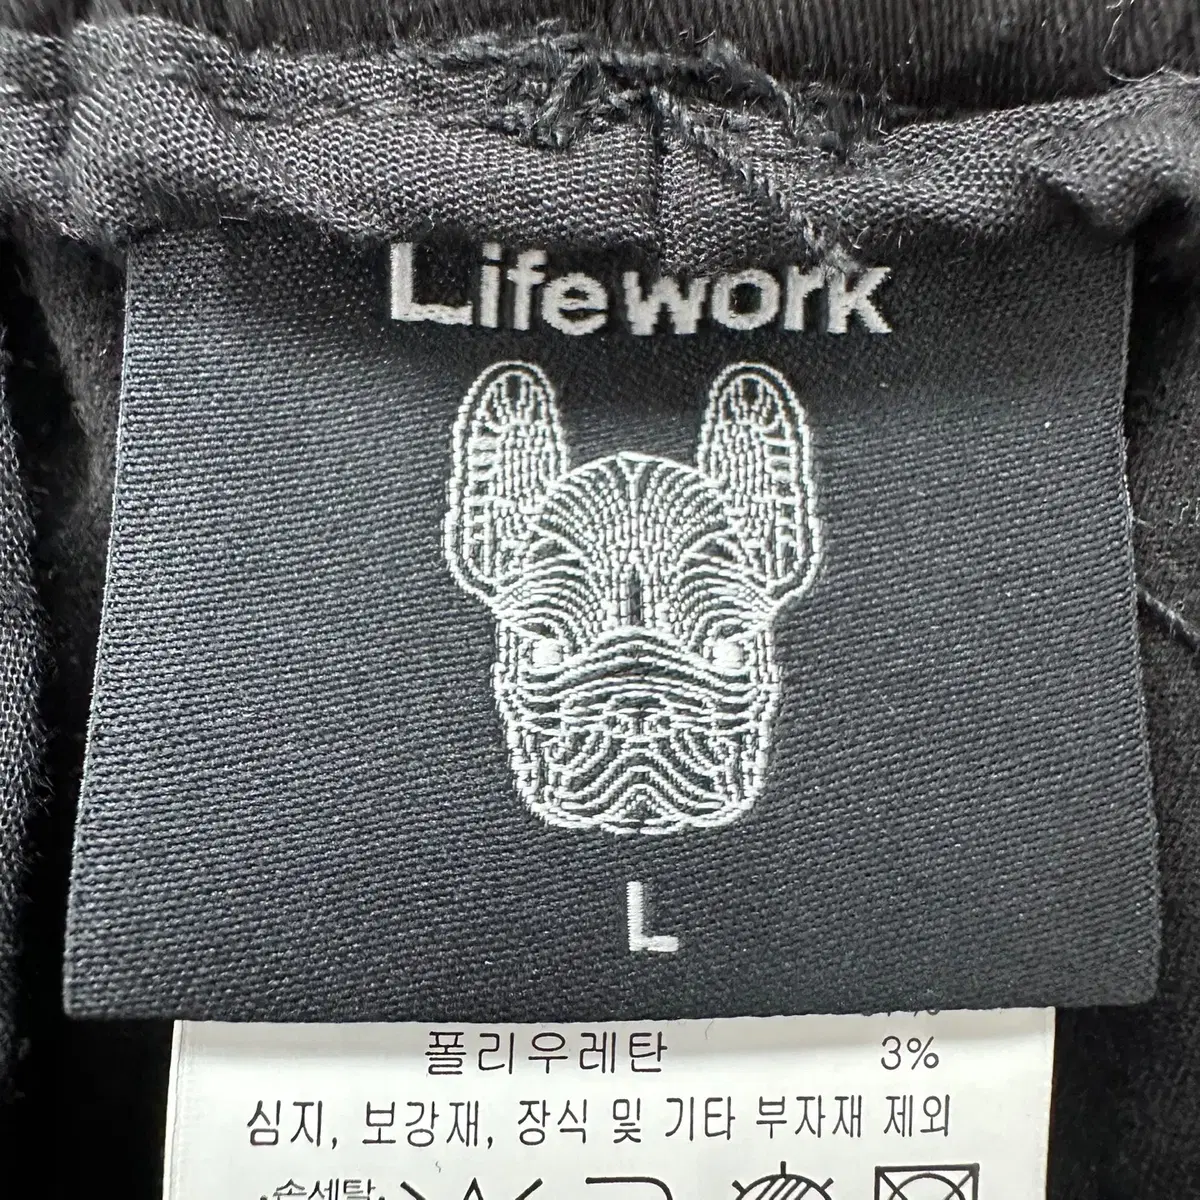 Lifework
L
폴리우레탄 3%
심지, 보강재, 장식 및 기타 부자재 제외